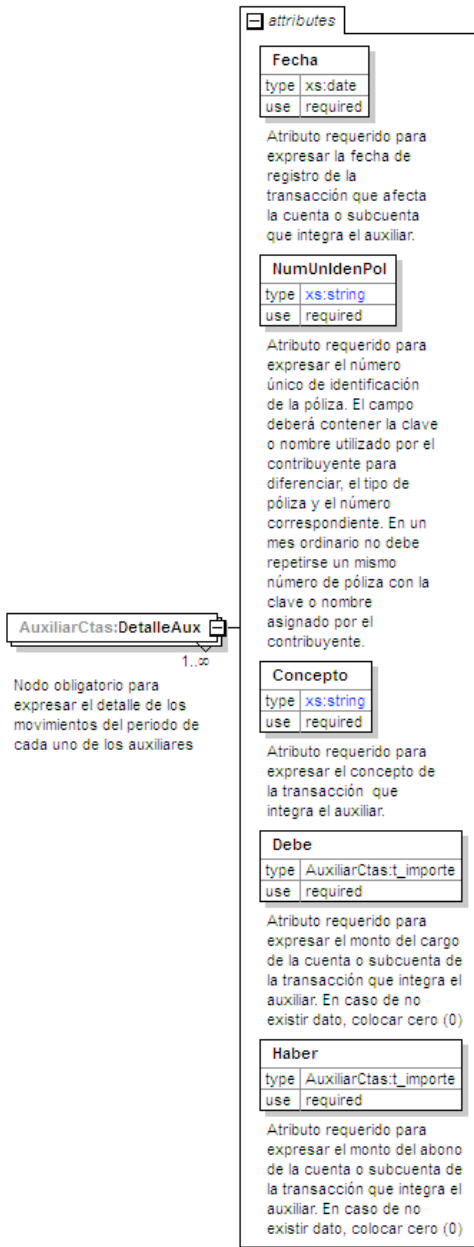 attributes
Fecha
type xs:date
use required
Atributo requerido para
expresar la fecha de
registro de la
transacción que afecta
la cuenta o subcuenta
que integra el auxiliar.
NumUnIdenPol
type xs:string
use required
Atributo requerido para
expresar el número
único de identificación
de la póliza. El campo
deberá contener la clave
o nombre utilizado por el
contribuyente para
diferenciar, el tipo de
póliza y el número
correspondiente. En un
mes ordinario no debe
repetirse un mismo
número de póliza con la
clave o nombre
asignado por el
contribuyente.
AuxiliarCtas:DetalleAux
1..∞
Nodo obligatorio para
expresar el detalle de los
movimientos del periodo de
cada uno de los auxiliares
Concepto
type xs:string
use required
Atributo requerido para
expresar el concepto de
la transacción que
integra el auxiliar.
Debe
type AuxiliarCtas:t_importe
use required
Atributo requerido para
expresar el monto del cargo
de la cuenta o subcuenta de
la transacción que integra el
auxiliar. En caso de no
existir dato, colocar cero (0)
Haber
type AuxiliarCtas:t_importe
use required
Atributo requerido para
expresar el monto del abono
de la cuenta o subcuenta de
la transacción que integra el
auxiliar. En caso de no
existir dato, colocar cero (0)